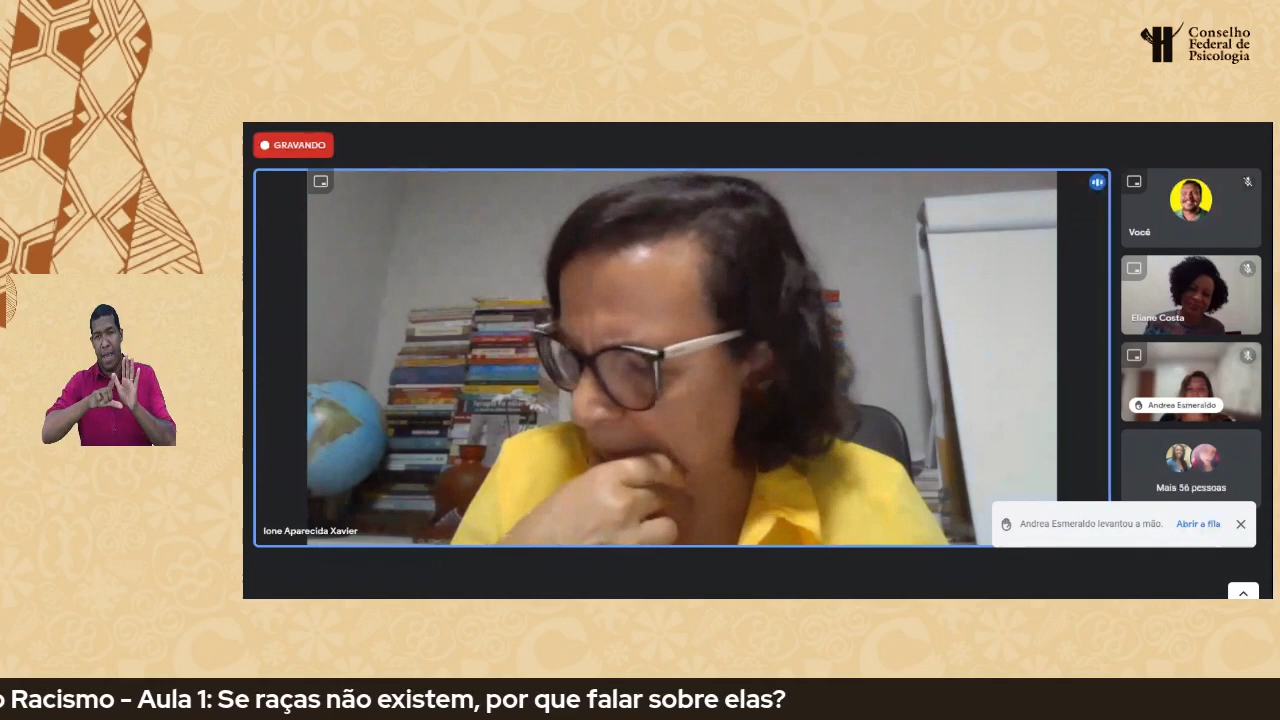 Conselho
Federal de
Psicologia
GRAVANDO
Você
Eliane Costa
Andrea Esmeraldo
Mais 56 pessoas
Ione Aparecida Xavier
Andrea Esmeraldo levantou a mão. Abrir a fila
o Racismo - Aula 1: Se raças não existem, por que falar sobre elas?